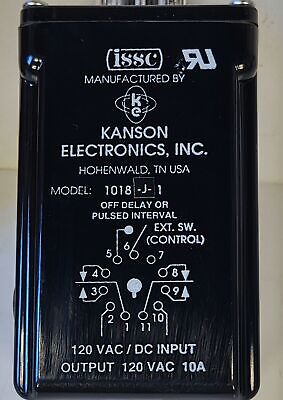 issc
MANUFACTURED BY
ke
KANSON
ELECTRONICS, INC.
HOHENWALD, TN USA
MODEL: 1018 -J- 1
OFF DELAY OR
PULSED INTERVAL
EXT. SW.
(CONTROL)
5 6 7
4 8
3 9
2 10
1 11
120 VAC / DC INPUT
OUTPUT 120 VAC 10A